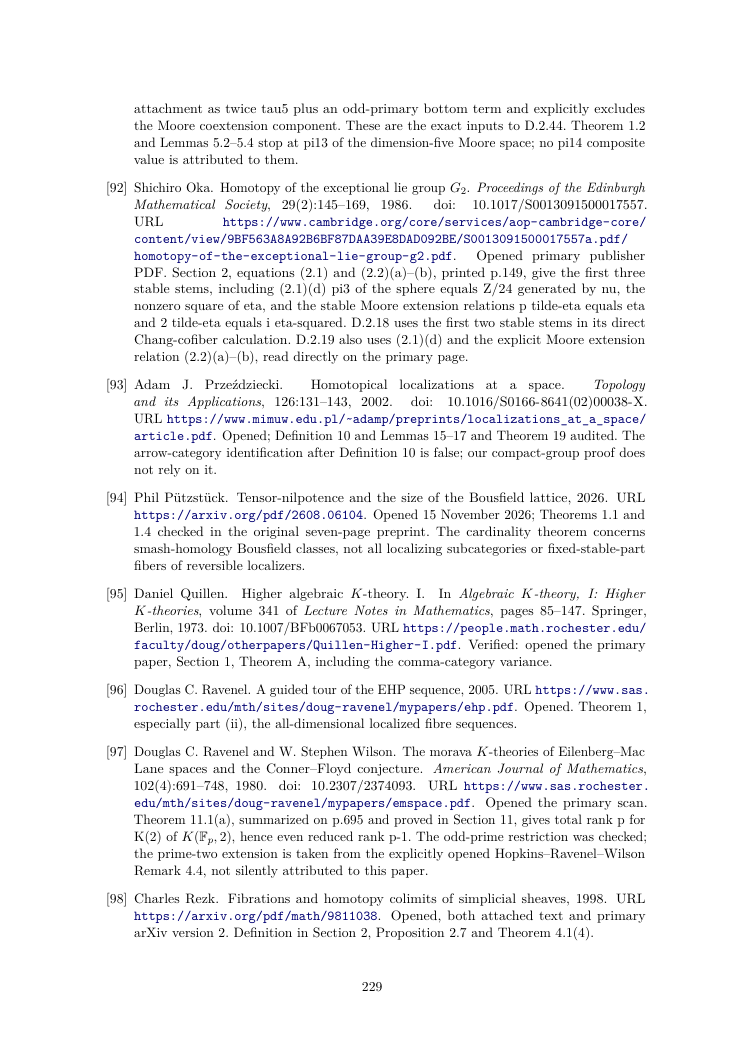 attachment as twice tau5 plus an odd-primary bottom term and explicitly excludes
the Moore coextension component. These are the exact inputs to D.2.44. Theorem 1.2
and Lemmas 5.2–5.4 stop at pi13 of the dimension-five Moore space; no pi14 composite
value is attributed to them.
[92] Shichiro Oka. Homotopy of the exceptional lie group G₂. Proceedings of the Edinburgh
Mathematical Society, 29(2):145–169, 1986. doi: 10.1017/S0013091500017557.
URL https://www.cambridge.org/core/services/aop-cambridge-core/
content/view/9BF563A8A92B6BF87DAA39E8DAD092BE/S0013091500017557a.pdf/
homotopy-of-the-exceptional-lie-group-g2.pdf. Opened primary publisher
PDF. Section 2, equations (2.1) and (2.2)(a)–(b), printed p.149, give the first three
stable stems, including (2.1)(d) pi3 of the sphere equals Z/24 generated by nu, the
nonzero square of eta, and the stable Moore extension relations p tilde-eta equals eta
and 2 tilde-eta equals i eta-squared. D.2.18 uses the first two stable stems in its direct
Chang-cofiber calculation. D.2.19 also uses (2.1)(d) and the explicit Moore extension
relation (2.2)(a)–(b), read directly on the primary page.
[93] Adam J. Przeździecki. Homotopical localizations at a space. Topology
and its Applications, 126:131–143, 2002. doi: 10.1016/S0166-8641(02)00038-X.
URL https://www.mimuw.edu.pl/~adamp/preprints/localizations_at_a_space/
article.pdf. Opened; Definition 10 and Lemmas 15–17 and Theorem 19 audited. The
arrow-category identification after Definition 10 is false; our compact-group proof does
not rely on it.
[94] Phil Pützstück. Tensor-nilpotence and the size of the Bousfield lattice, 2026. URL
https://arxiv.org/pdf/2608.06104. Opened 15 November 2026; Theorems 1.1 and
1.4 checked in the original seven-page preprint. The cardinality theorem concerns
smash-homology Bousfield classes, not all localizing subcategories or fixed-stable-part
fibers of reversible localizers.
[95] Daniel Quillen. Higher algebraic K-theory. I. In Algebraic K-theory, I: Higher
K-theories, volume 341 of Lecture Notes in Mathematics, pages 85–147. Springer,
Berlin, 1973. doi: 10.1007/BFb0067053. URL https://people.math.rochester.edu/
faculty/doug/otherpapers/Quillen-Higher-I.pdf. Verified: opened the primary
paper, Section 1, Theorem A, including the comma-category variance.
[96] Douglas C. Ravenel. A guided tour of the EHP sequence, 2005. URL https://www.sas.
rochester.edu/mth/sites/doug-ravenel/mypapers/ehp.pdf. Opened. Theorem 1,
especially part (ii), the all-dimensional localized fibre sequences.
[97] Douglas C. Ravenel and W. Stephen Wilson. The morava K-theories of Eilenberg–Mac
Lane spaces and the Conner–Floyd conjecture. American Journal of Mathematics,
102(4):691–748, 1980. doi: 10.2307/2374093. URL https://www.sas.rochester.
edu/mth/sites/doug-ravenel/mypapers/emspace.pdf. Opened the primary scan.
Theorem 11.1(a), summarized on p.695 and proved in Section 11, gives total rank p for
K(2) of K(𝔽ₚ, 2), hence even reduced rank p-1. The odd-prime restriction was checked;
the prime-two extension is taken from the explicitly opened Hopkins–Ravenel–Wilson
Remark 4.4, not silently attributed to this paper.
[98] Charles Rezk. Fibrations and homotopy colimits of simplicial sheaves, 1998. URL
https://arxiv.org/pdf/math/9811038. Opened, both attached text and primary
arXiv version 2. Definition in Section 2, Proposition 2.7 and Theorem 4.1(4).
229